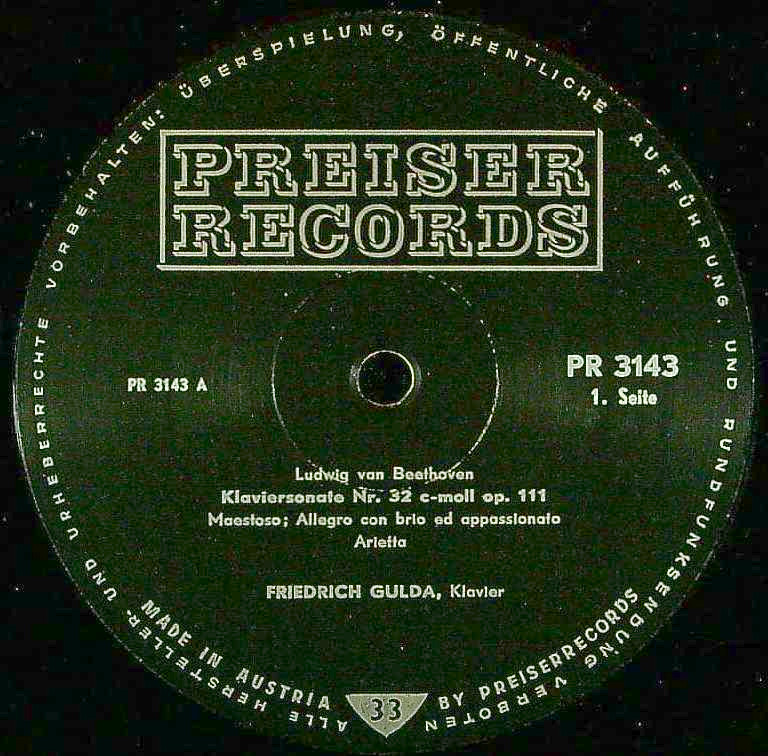 ALLE HERSTELLER- UND URHEBERRECHTE VORBEHALTEN: ÜBERSPIELUNG, ÖFFENTLICHE AUFFÜHRUNG UND RUNDFUNKSENDUNG VERBOTEN
PREISER
RECORDS
PR 3143 A
PR 3143
1. Seite
Ludwig van Beethoven
Klaviersonate Nr. 32 c-moll op. 111
Maestoso; Allegro con brio ed appassionato
Arietta
FRIEDRICH GULDA, Klavier
MADE IN AUSTRIA
33
BY PREISERRECORDS